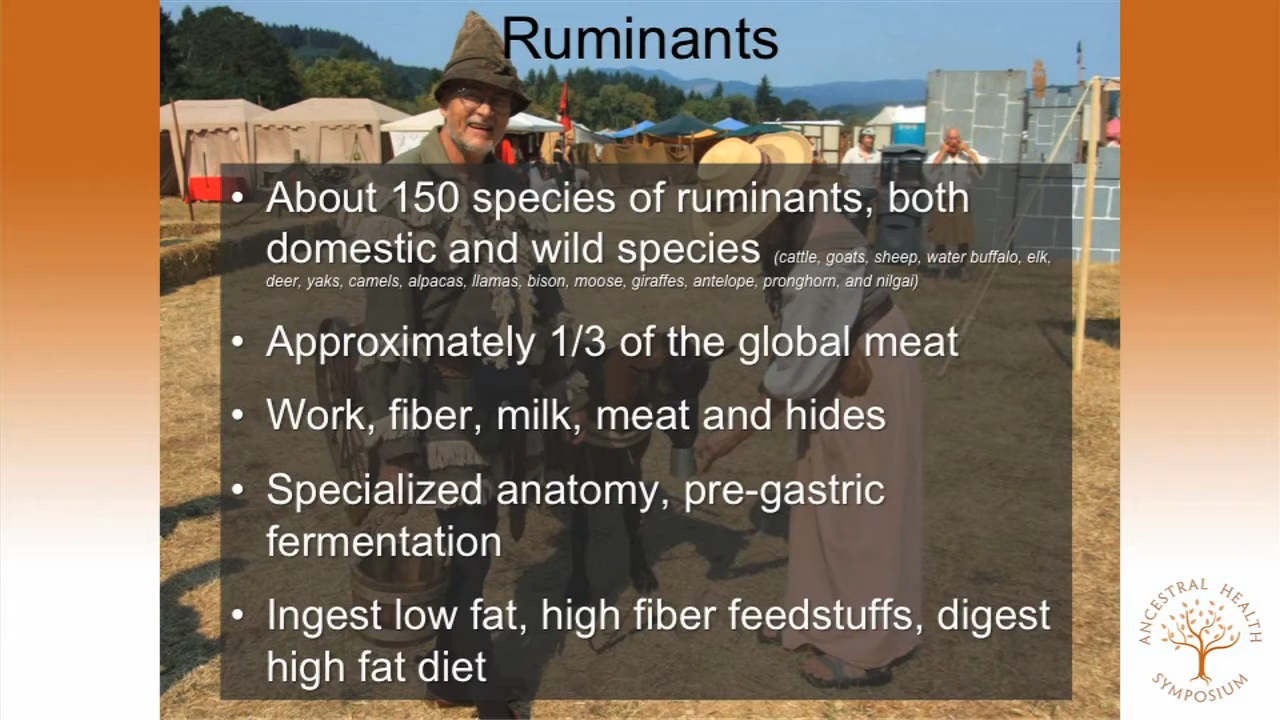 Ruminants
• About 150 species of ruminants, both
domestic and wild species (cattle, goats, sheep, water buffalo, elk,
deer, yaks, camels, alpacas, llamas, bison, moose, giraffes, antelope, pronghorn, and nilgai)
• Approximately 1/3 of the global meat
• Work, fiber, milk, meat and hides
• Specialized anatomy, pre-gastric
fermentation
• Ingest low fat, high fiber feedstuffs, digest
high fat diet
ANCESTRAL HEALTH
SYMPOSIUM